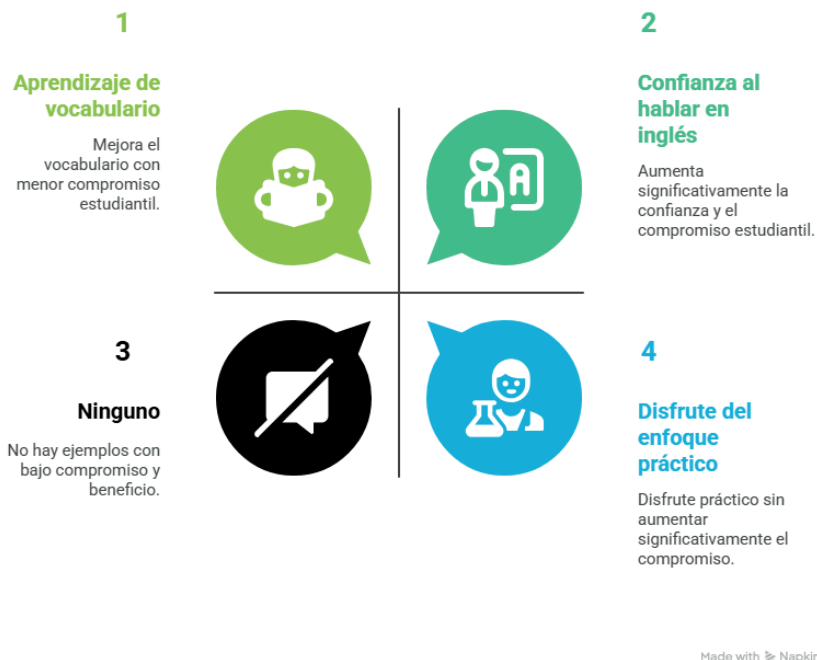 1
Aprendizaje de
vocabulario
Mejora el
vocabulario con
menor compromiso
estudiantil.
2
Confianza al
hablar en
inglés
Aumenta
significativamente la
confianza y el
compromiso estudiantil.
A
3
Ninguno
No hay ejemplos con
bajo compromiso y
beneficio.
4
Disfrute del
enfoque
práctico
Disfrute práctico sin
aumentar
significativamente el
compromiso.
Made with Napkin